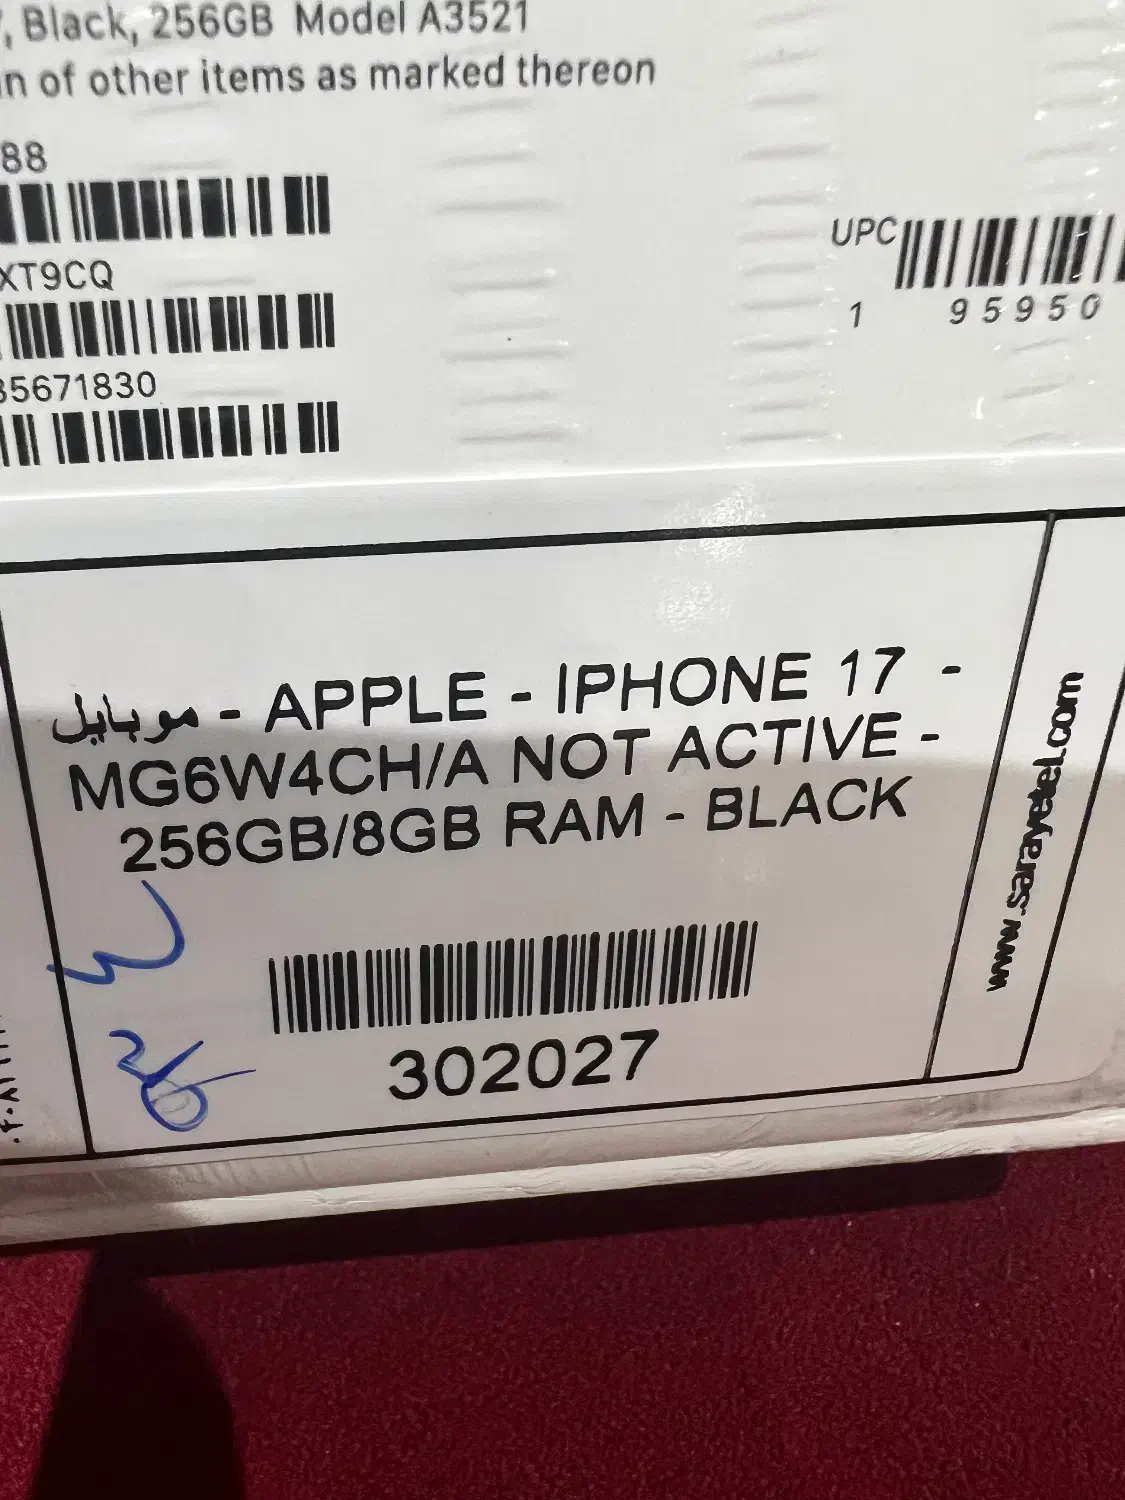 , Black, 256GB Model A3521
n of other items as marked thereon
88
XT9CQ
35671830
UPC
1 95950
موبایل - APPLE - IPHONE 17 -
MG6W4CH/A NOT ACTIVE -
256GB/8GB RAM - BLACK
302027
www.sarayetel.com